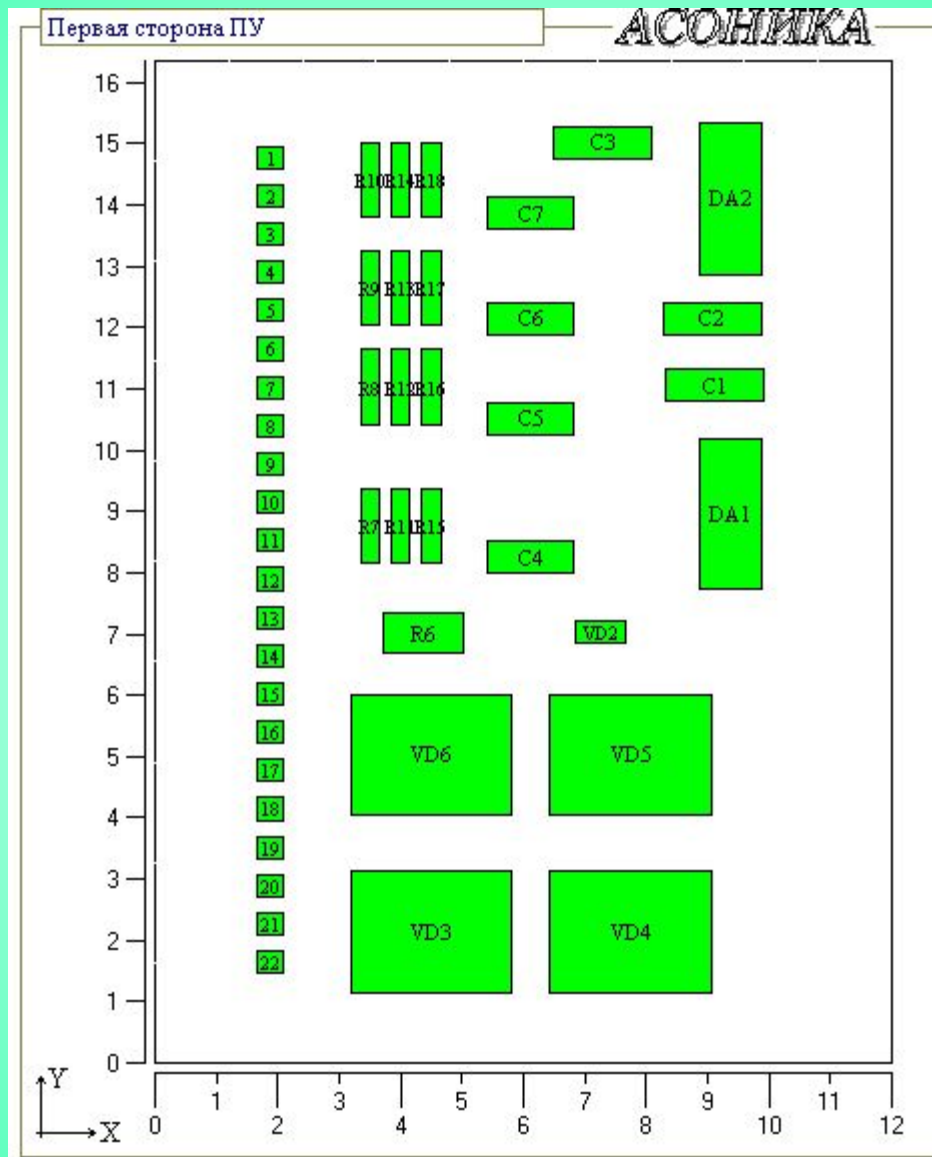 Первая сторона ПУ
АСОНИКА
16
15
14
13
12
11
10
9
8
7
6
5
4
3
2
1
0
1
2
3
4
5
6
7
8
9
10
11
12
13
14
15
16
17
18
19
20
21
22
R10 R14 R18
C3
DA2
C7
R9 R13 R17
C6
C2
R8 R12 R16
C1
C5
R7 R11 R15
DA1
C4
R6
VD2
VD6
VD5
VD3
VD4
Y
X
0 1 2 3 4 5 6 7 8 9 10 11 12